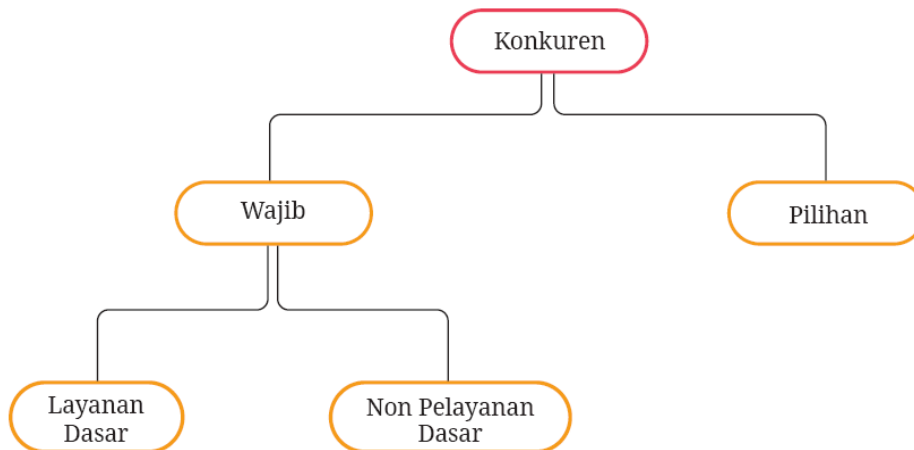 Konkuren
Wajib
Pilihan
Layanan
Dasar
Non Pelayanan
Dasar